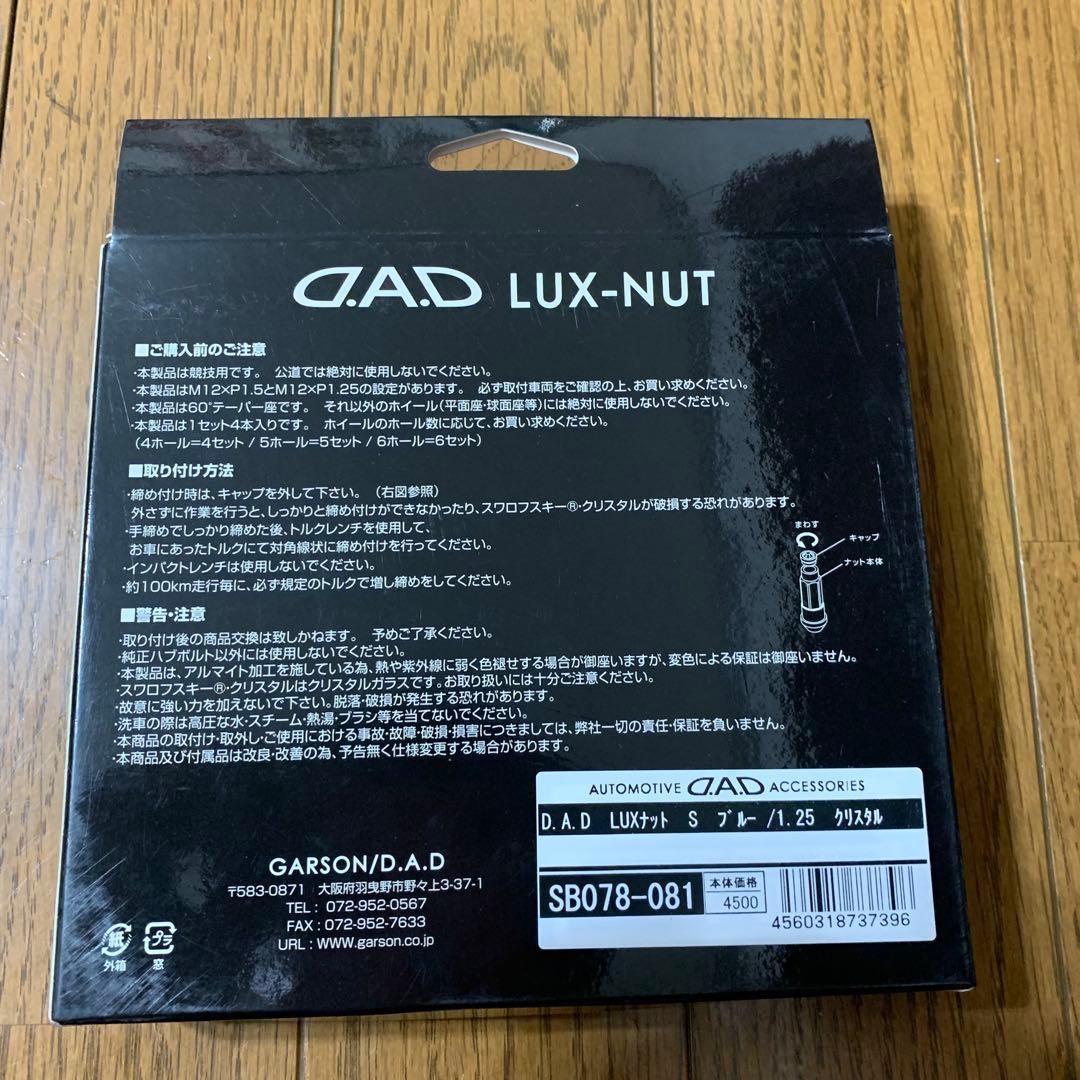 D.A.D LUX-NUT
■ご購入前のご注意
・本製品は競技用です。 公道では絶対に使用しないでください。
・本製品はM12×P1.5とM12×P1.25の設定があります。 必ず取付車両をご確認の上、お買い求めください。
・本製品は60°テーパー座です。 それ以外のホイール(平面座・球面座等)には絶対に使用しないでください。
・本製品は1セット4本入りです。 ホイールのホール数に応じて、お買い求めください。
(4ホール=4セット / 5ホール=5セット / 6ホール=6セット)
■取り付け方法
・締め付け時は、キャップを外して下さい。 (右図参照)
外さずに作業を行うと、しっかりと締め付けができなかったり、スワロフスキー®・クリスタルが破損する恐れがあります。
・手締めでしっかり締めた後、トルクレンチを使用して、
お車にあったトルクにて対角線状に締め付けを行ってください。
・インパクトレンチは使用しないでください。
・約100km走行毎に、必ず規定のトルクで増し締めをしてください。
まわす
キャップ
ナット本体
■警告・注意
・取り付け後の商品交換は致しかねます。 予めご了承ください。
・純正ハブボルト以外には使用しないでください。
・本製品は、アルマイト加工を施している為、熱や紫外線に弱く色褪せする場合が御座いますが、変色による保証は御座いません。
・スワロフスキー®・クリスタルはクリスタルガラスです。お取り扱いには十分ご注意ください。
・故意に強い力を加えないで下さい。脱落・破損が発生する恐れがあります。
・洗車の際は高圧な水・スチーム・熱湯・ブラシ等を当てないでください。
・本商品の取付け・取外し・ご使用における事故・故障・破損・損害につきましては、弊社一切の責任・保証を負いません。
・本商品及び付属品は改良・改善の為、予告無く仕様変更する場合があります。
AUTOMOTIVE D.A.D ACCESSORIES
D.A.D LUXナット S ブルー/1.25 クリスタル
SB078-081
本体価格
4500
4560318737396
GARSON/D.A.D
〒583-0871 大阪府羽曳野市野々上3-37-1
TEL : 072-952-0567
FAX : 072-952-7633
URL : www.garson.co.jp
紙
プラ
外箱
窓